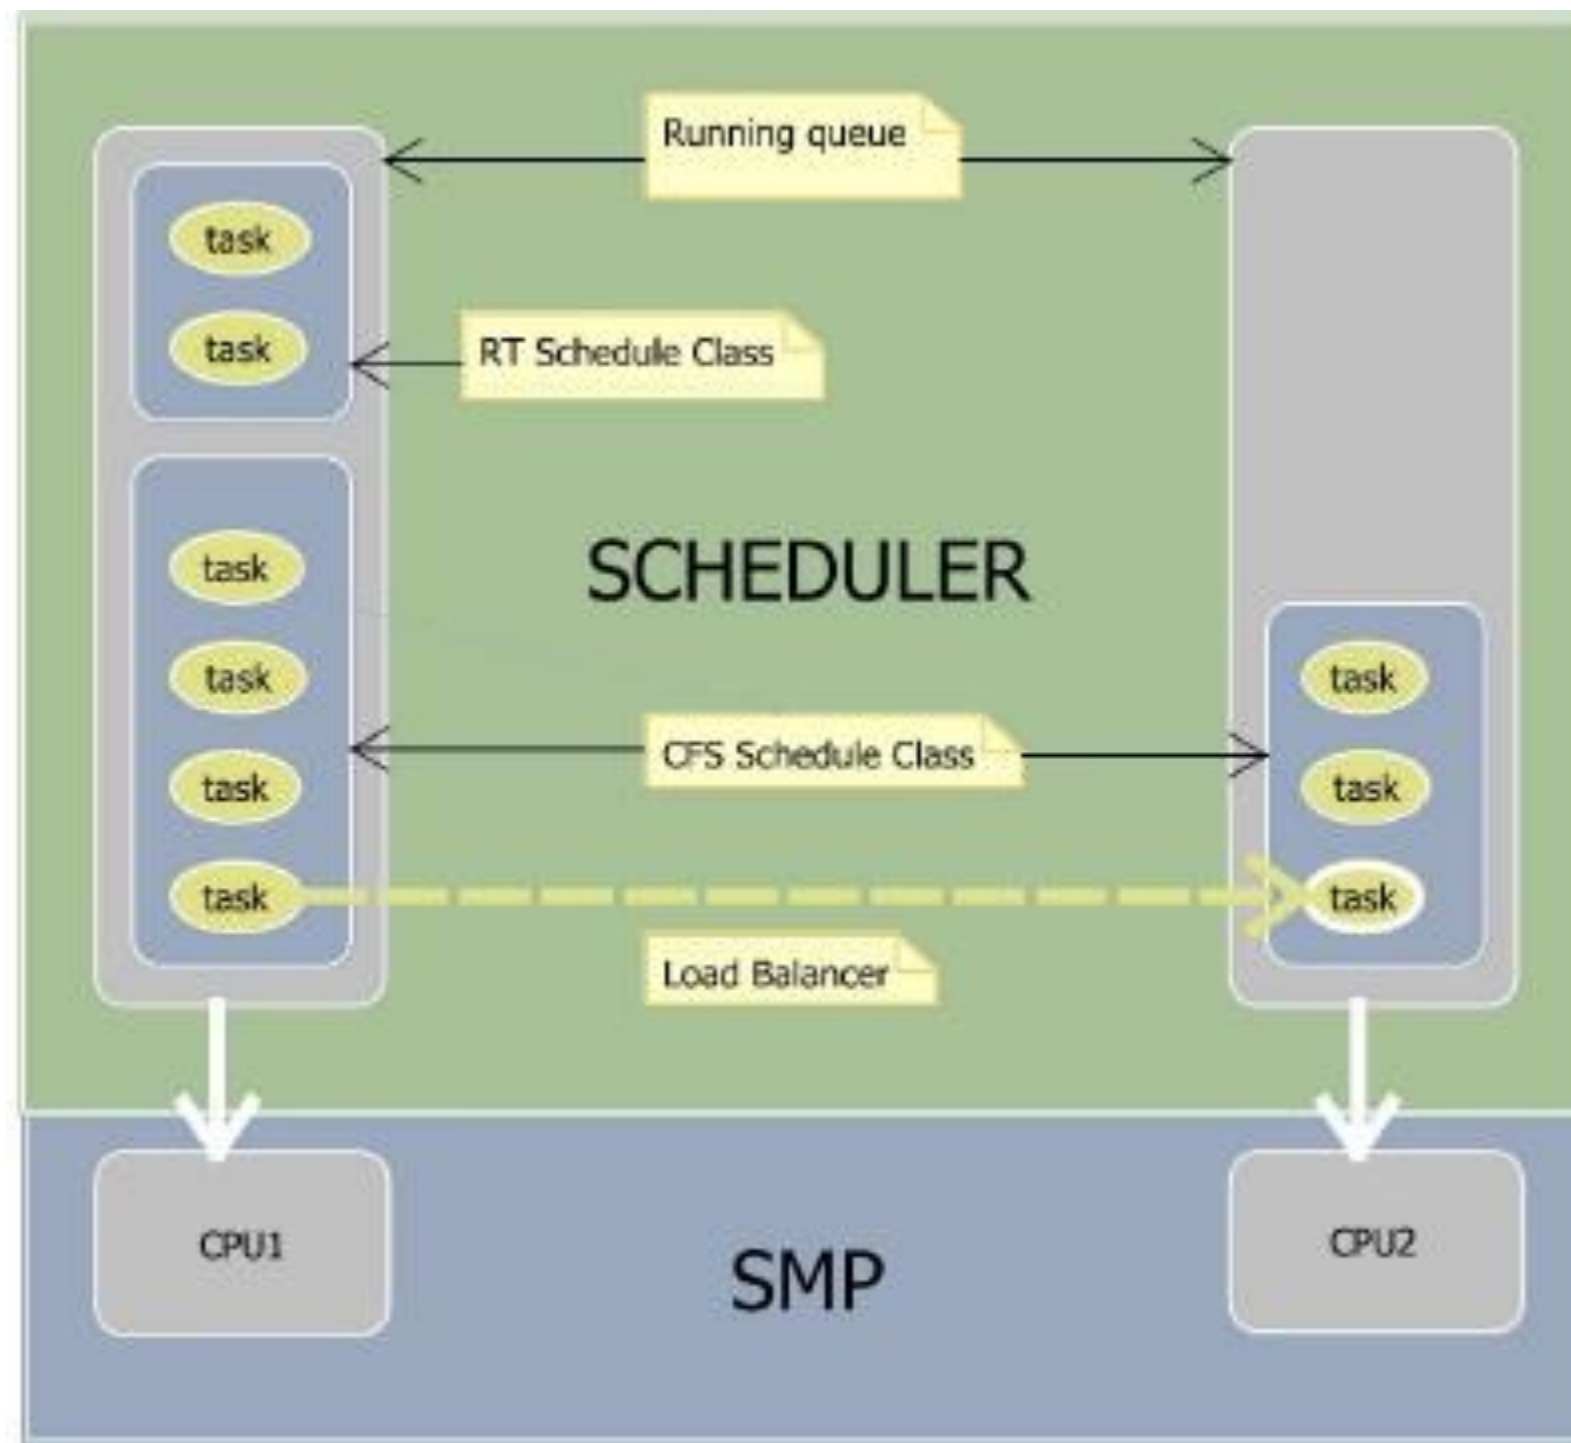 Running queue
task
task
RT Schedule Class
task
SCHEDULER
task
task
task
CFS Schedule Class
task
task
task
task
Load Balancer
CPU1
CPU2
SMP